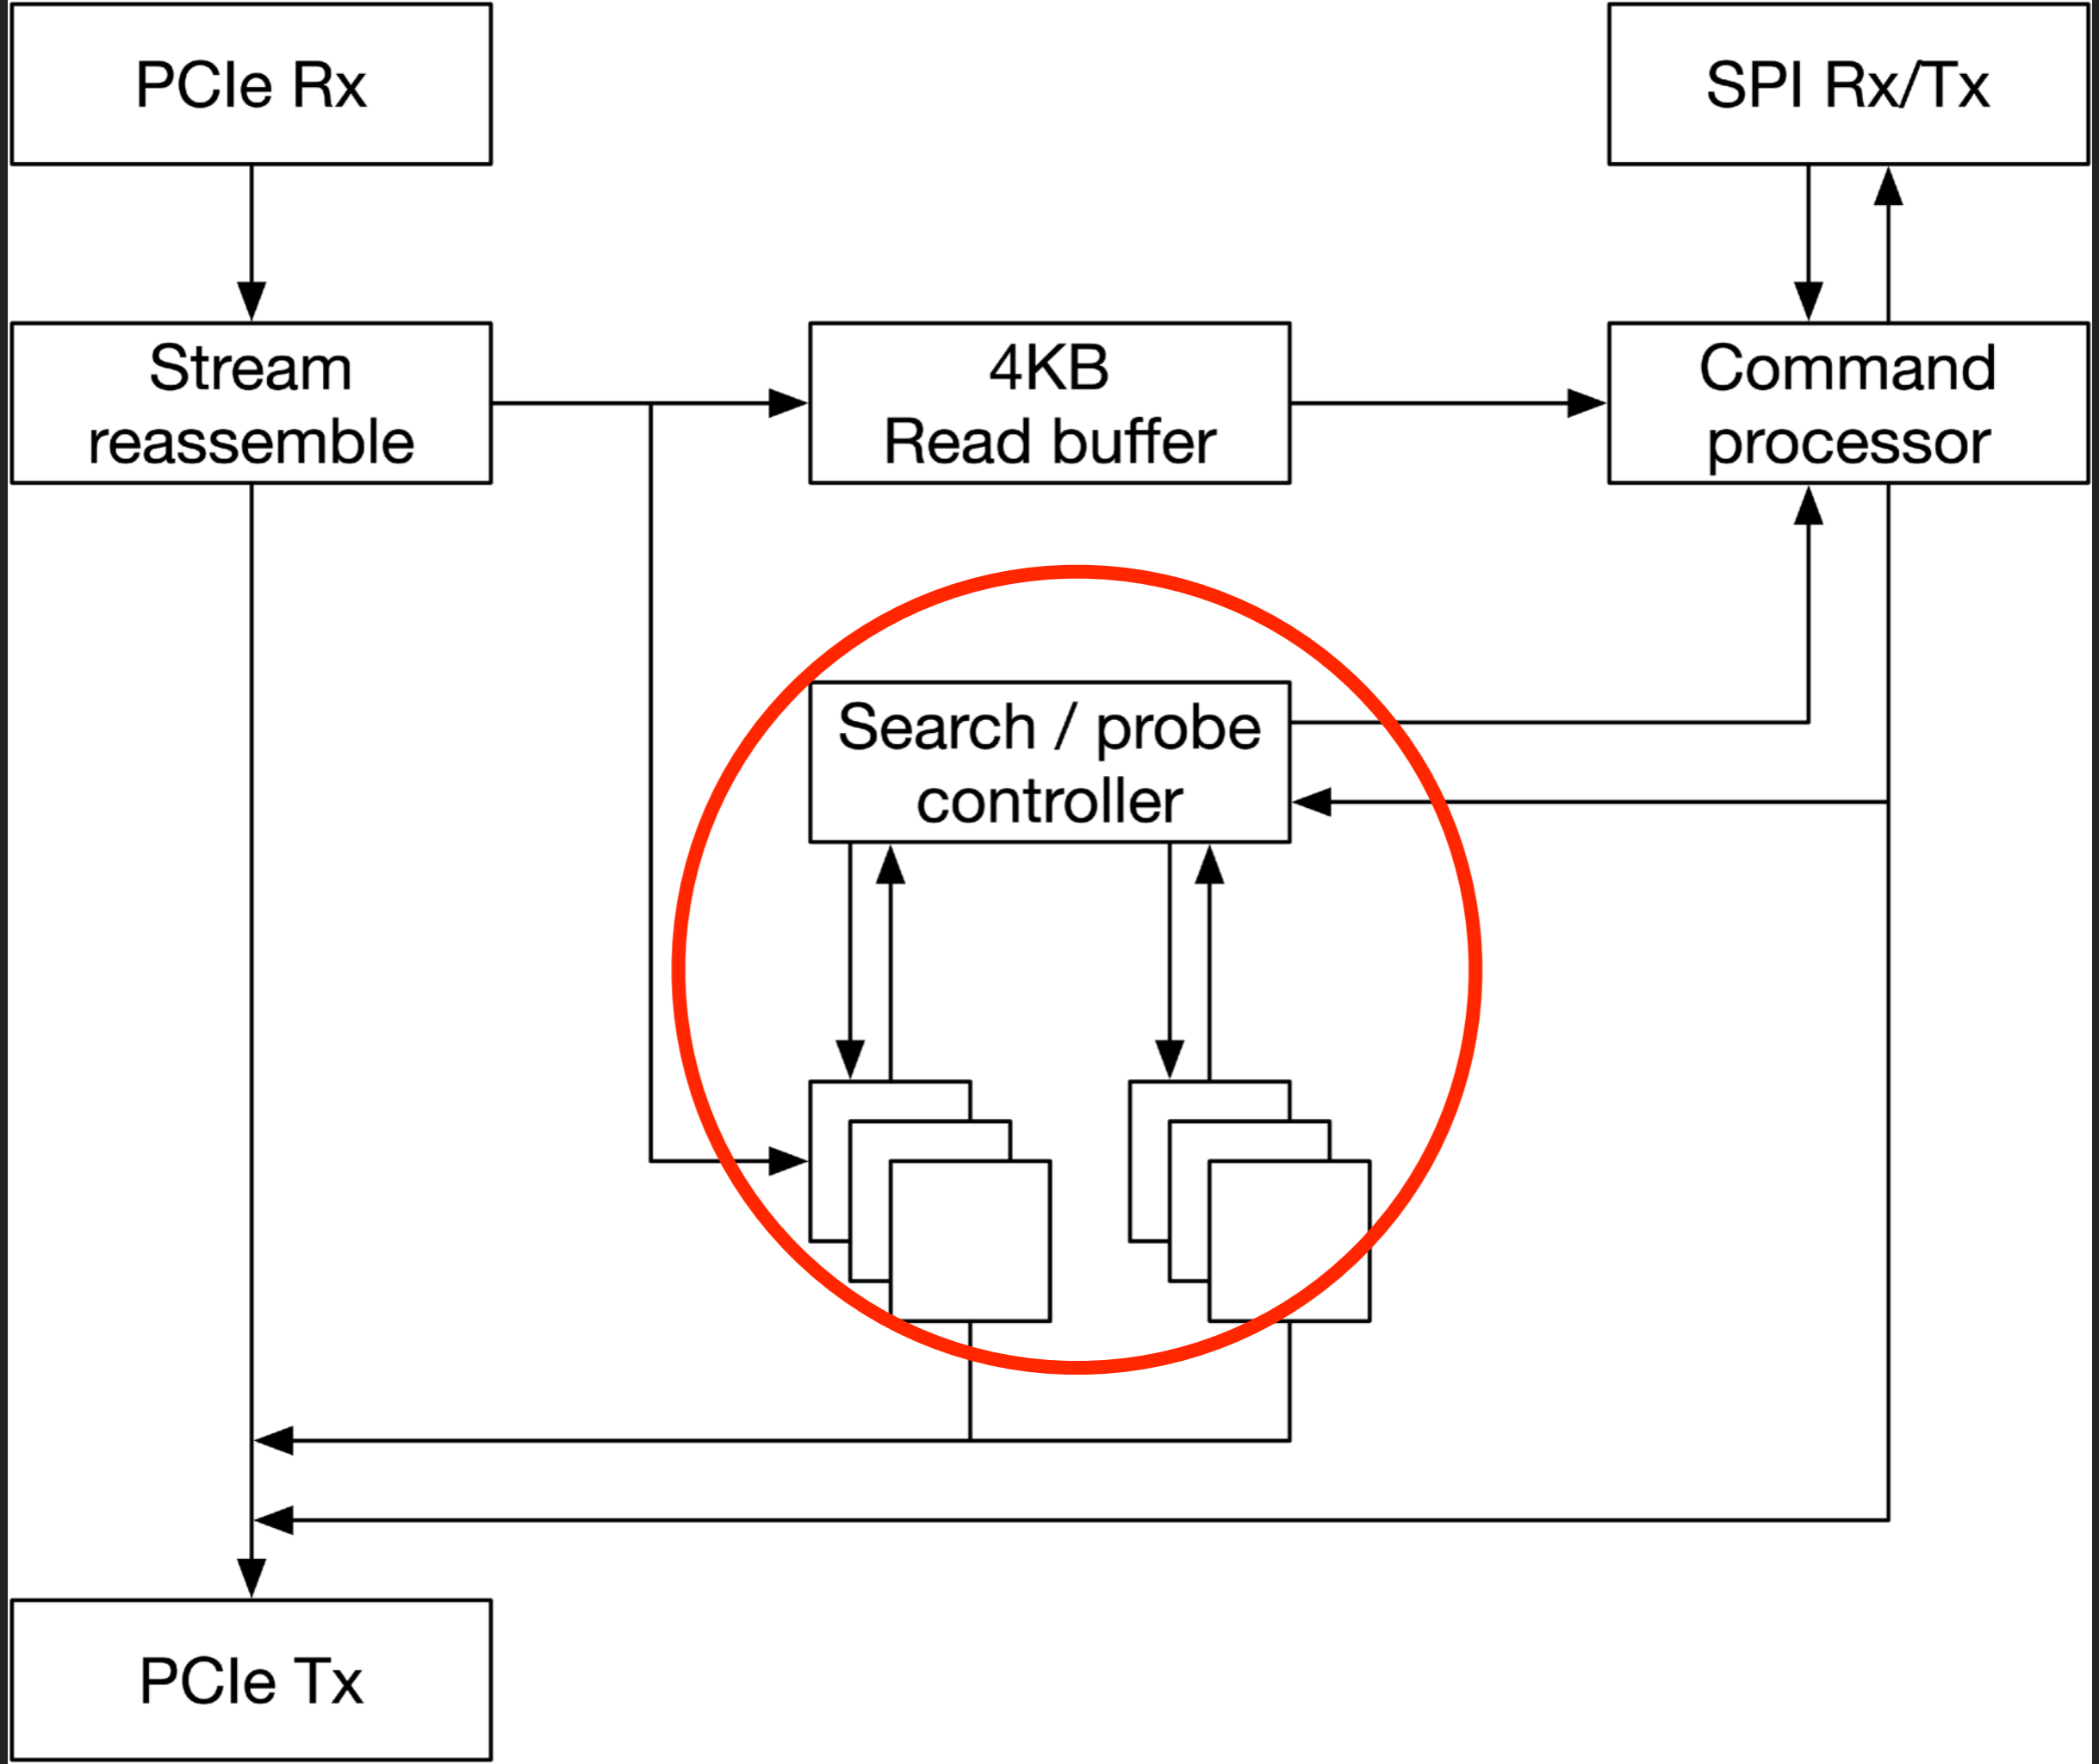 PCIe Rx
SPI Rx/Tx
Stream
reassemble
4KB
Read buffer
Command
processor
Search / probe
controller
PCIe Tx